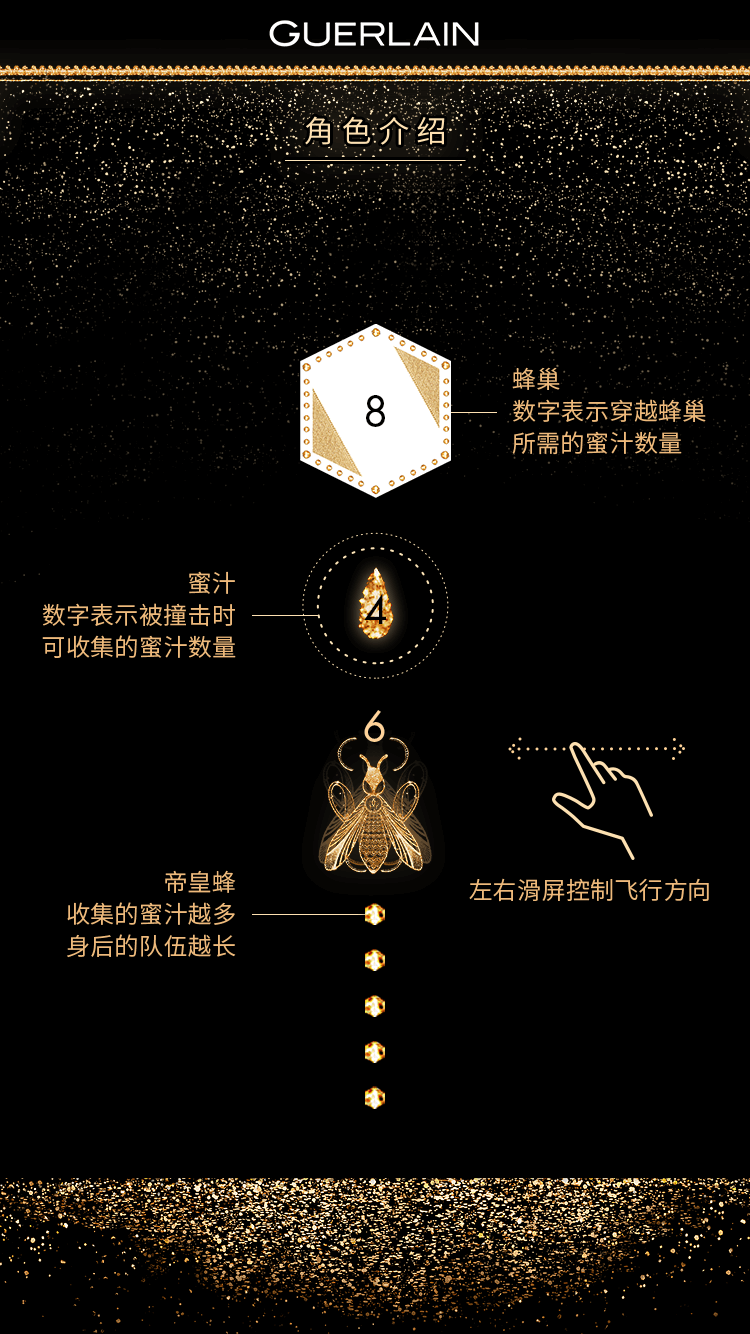 GUERLAIN
角色介绍
8
蜂巢
数字表示穿越蜂巢
所需的蜜汁数量
蜜汁
数字表示被撞击时
可收集的蜜汁数量
4
6
左右滑屏控制飞行方向
帝皇蜂
收集的蜜汁越多
身后的队伍越长